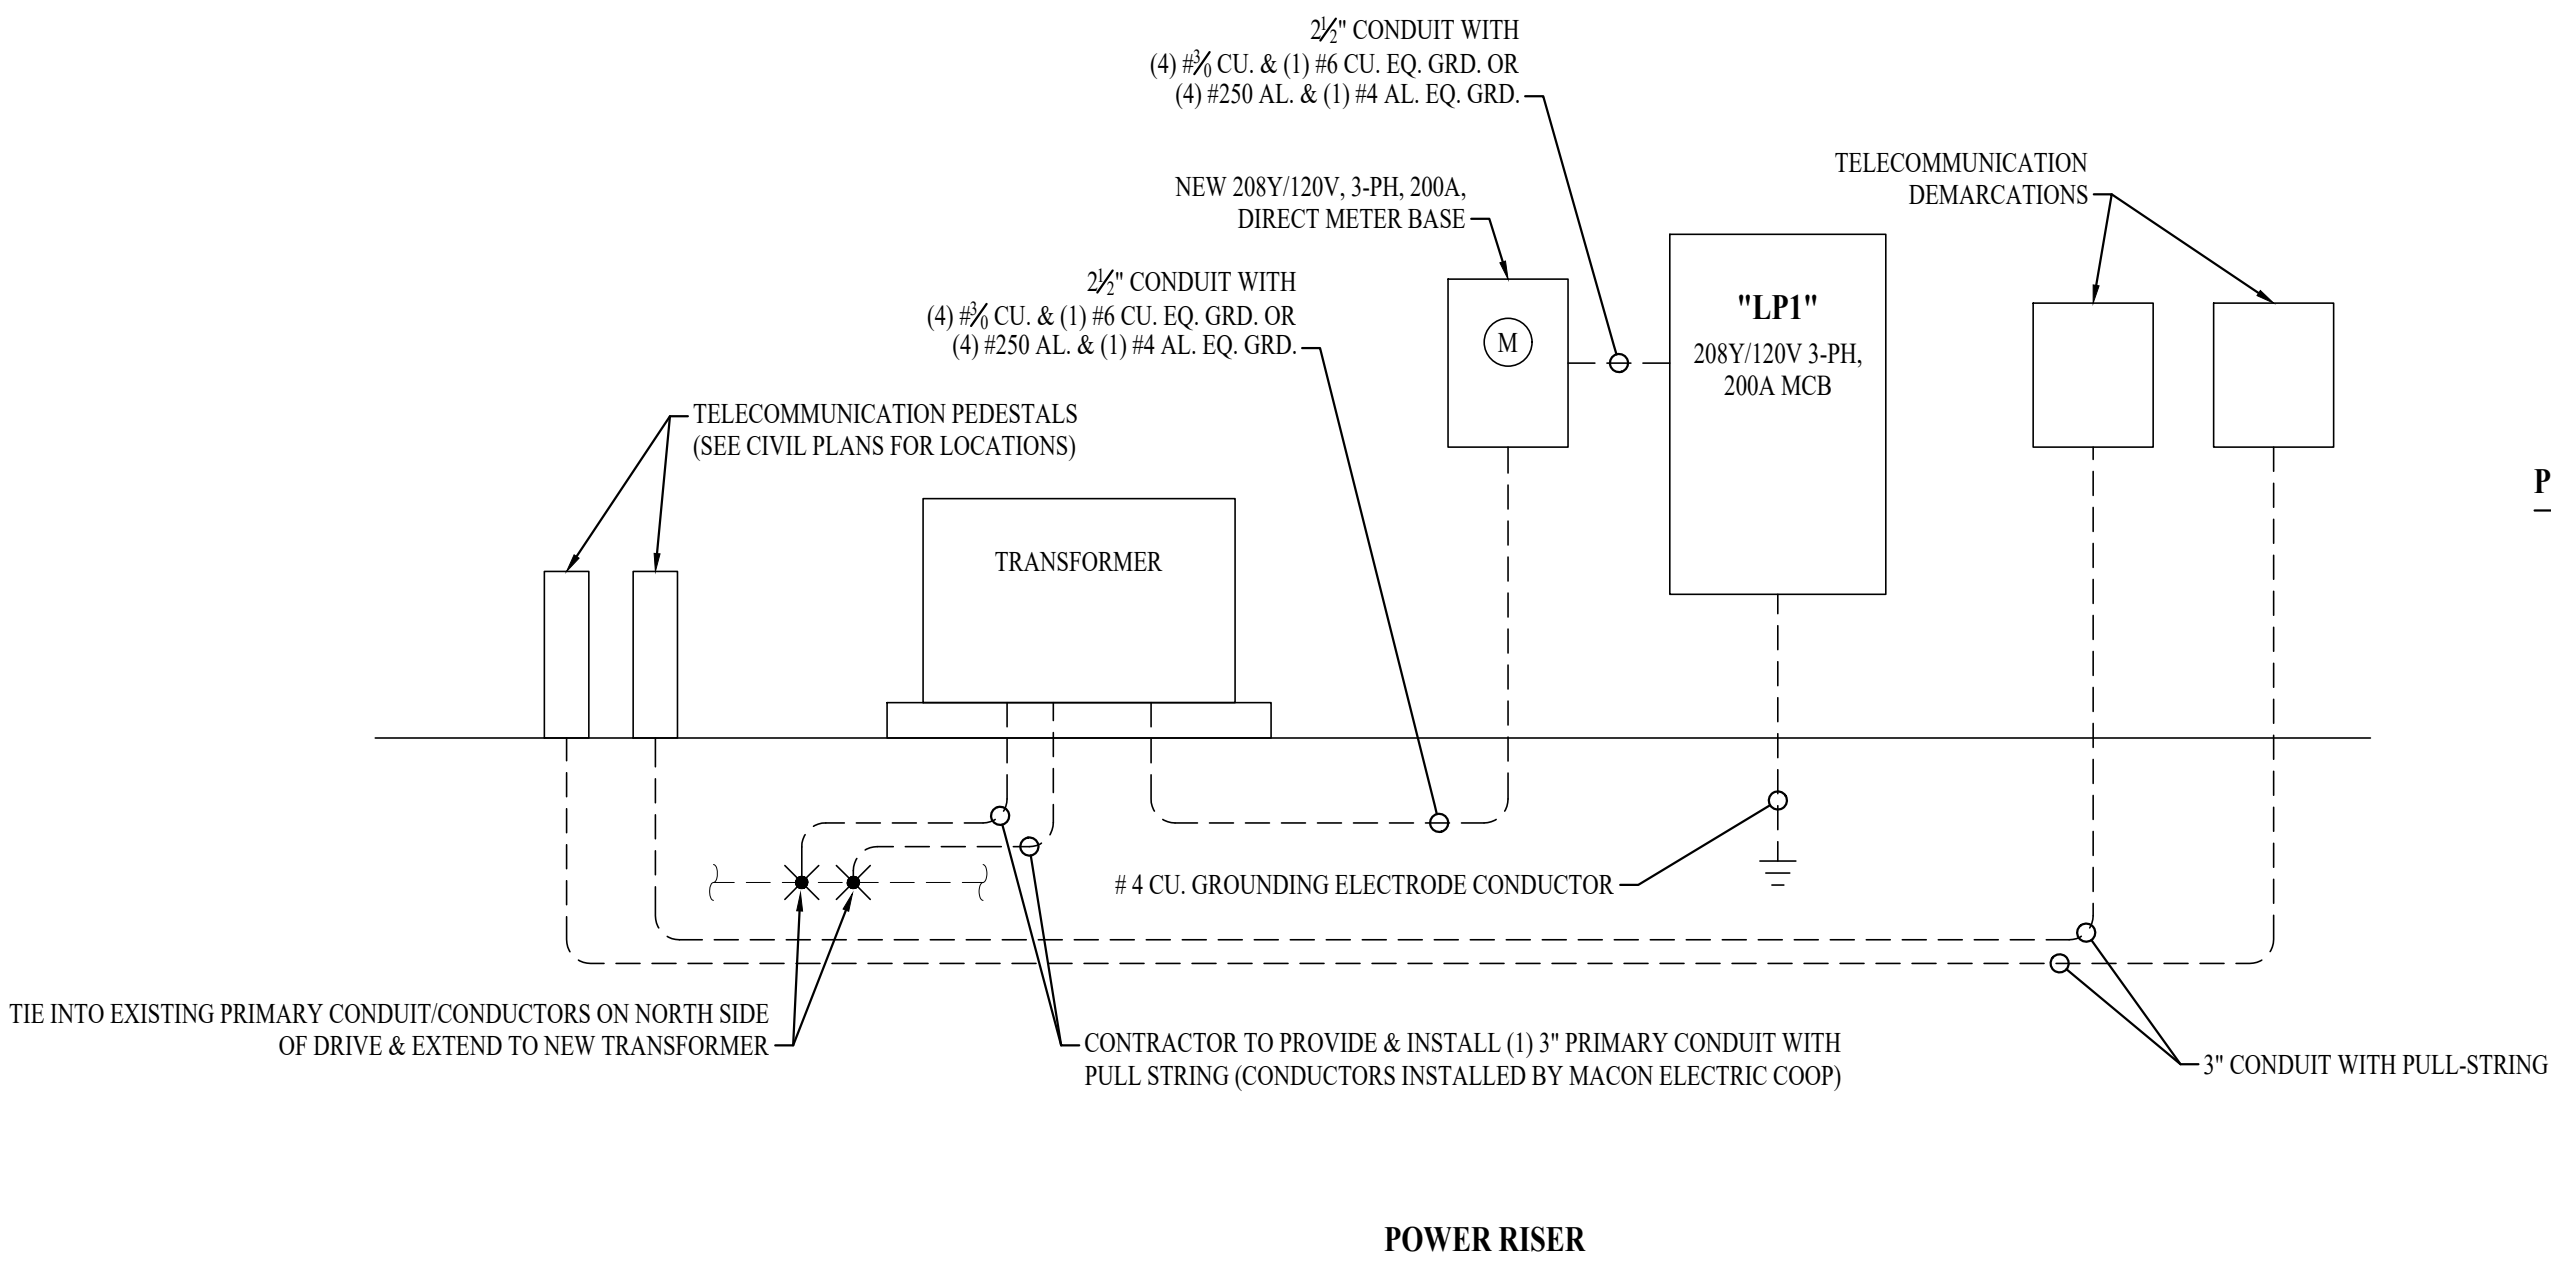 2½" CONDUIT WITH
(4) #3/0 CU. & (1) #6 CU. EQ. GRD. OR
(4) #250 AL. & (1) #4 AL. EQ. GRD.
TELECOMMUNICATION
DEMARCATIONS
NEW 208Y/120V, 3-PH, 200A,
DIRECT METER BASE
2½" CONDUIT WITH
(4) #3/0 CU. & (1) #6 CU. EQ. GRD. OR
(4) #250 AL. & (1) #4 AL. EQ. GRD.
M
"LP1"
208Y/120V 3-PH,
200A MCB
TELECOMMUNICATION PEDESTALS
(SEE CIVIL PLANS FOR LOCATIONS)
P
TRANSFORMER
# 4 CU. GROUNDING ELECTRODE CONDUCTOR
TIE INTO EXISTING PRIMARY CONDUIT/CONDUCTORS ON NORTH SIDE
OF DRIVE & EXTEND TO NEW TRANSFORMER
CONTRACTOR TO PROVIDE & INSTALL (1) 3" PRIMARY CONDUIT WITH
PULL STRING (CONDUCTORS INSTALLED BY MACON ELECTRIC COOP)
3" CONDUIT WITH PULL-STRING
POWER RISER